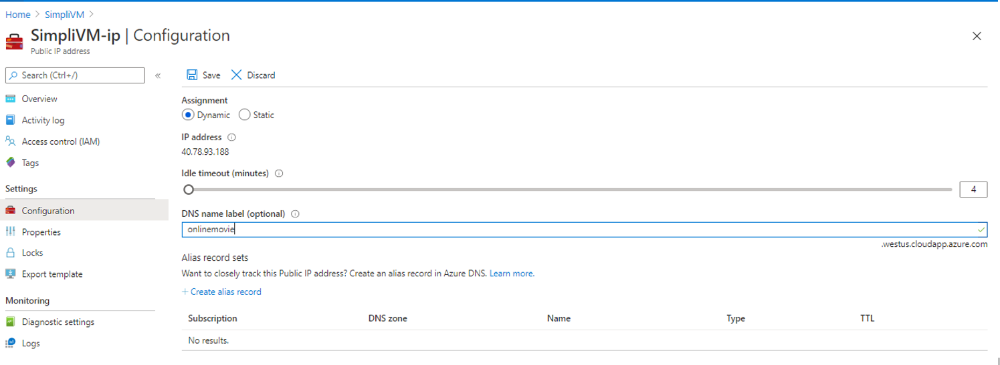 Home > SimpliVM >
SimpliVM-ip | Configuration
Public IP address
Search (Ctrl+/)
«
Overview
Activity log
Access control (IAM)
Tags
Settings
Configuration
Properties
Locks
Export template
Monitoring
Diagnostic settings
Logs
Save Discard
Assignment
Dynamic Static
IP address
40.78.93.188
Idle timeout (minutes)
4
DNS name label (optional)
onlinemovie
.westus.cloudapp.azure.com
Alias record sets
Want to closely track this Public IP address? Create an alias record in Azure DNS. Learn more.
+ Create alias record
Subscription DNS zone Name Type TTL
No results.